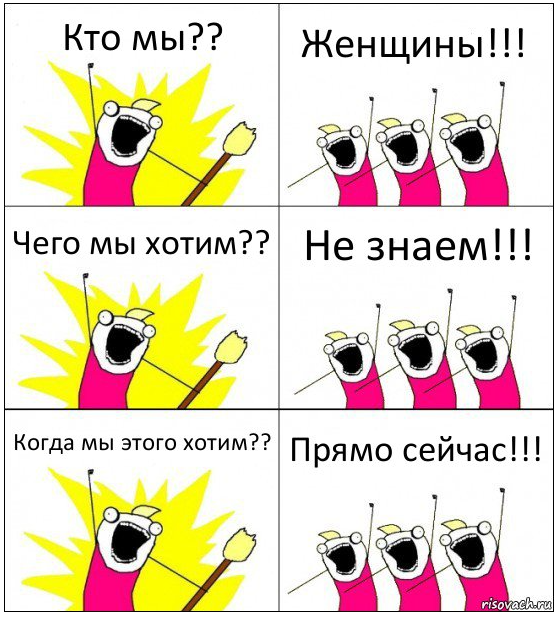 Кто мы??
Женщины!!!
Чего мы хотим??
Не знаем!!!
Когда мы этого хотим??
Прямо сейчас!!!
risovach.ru